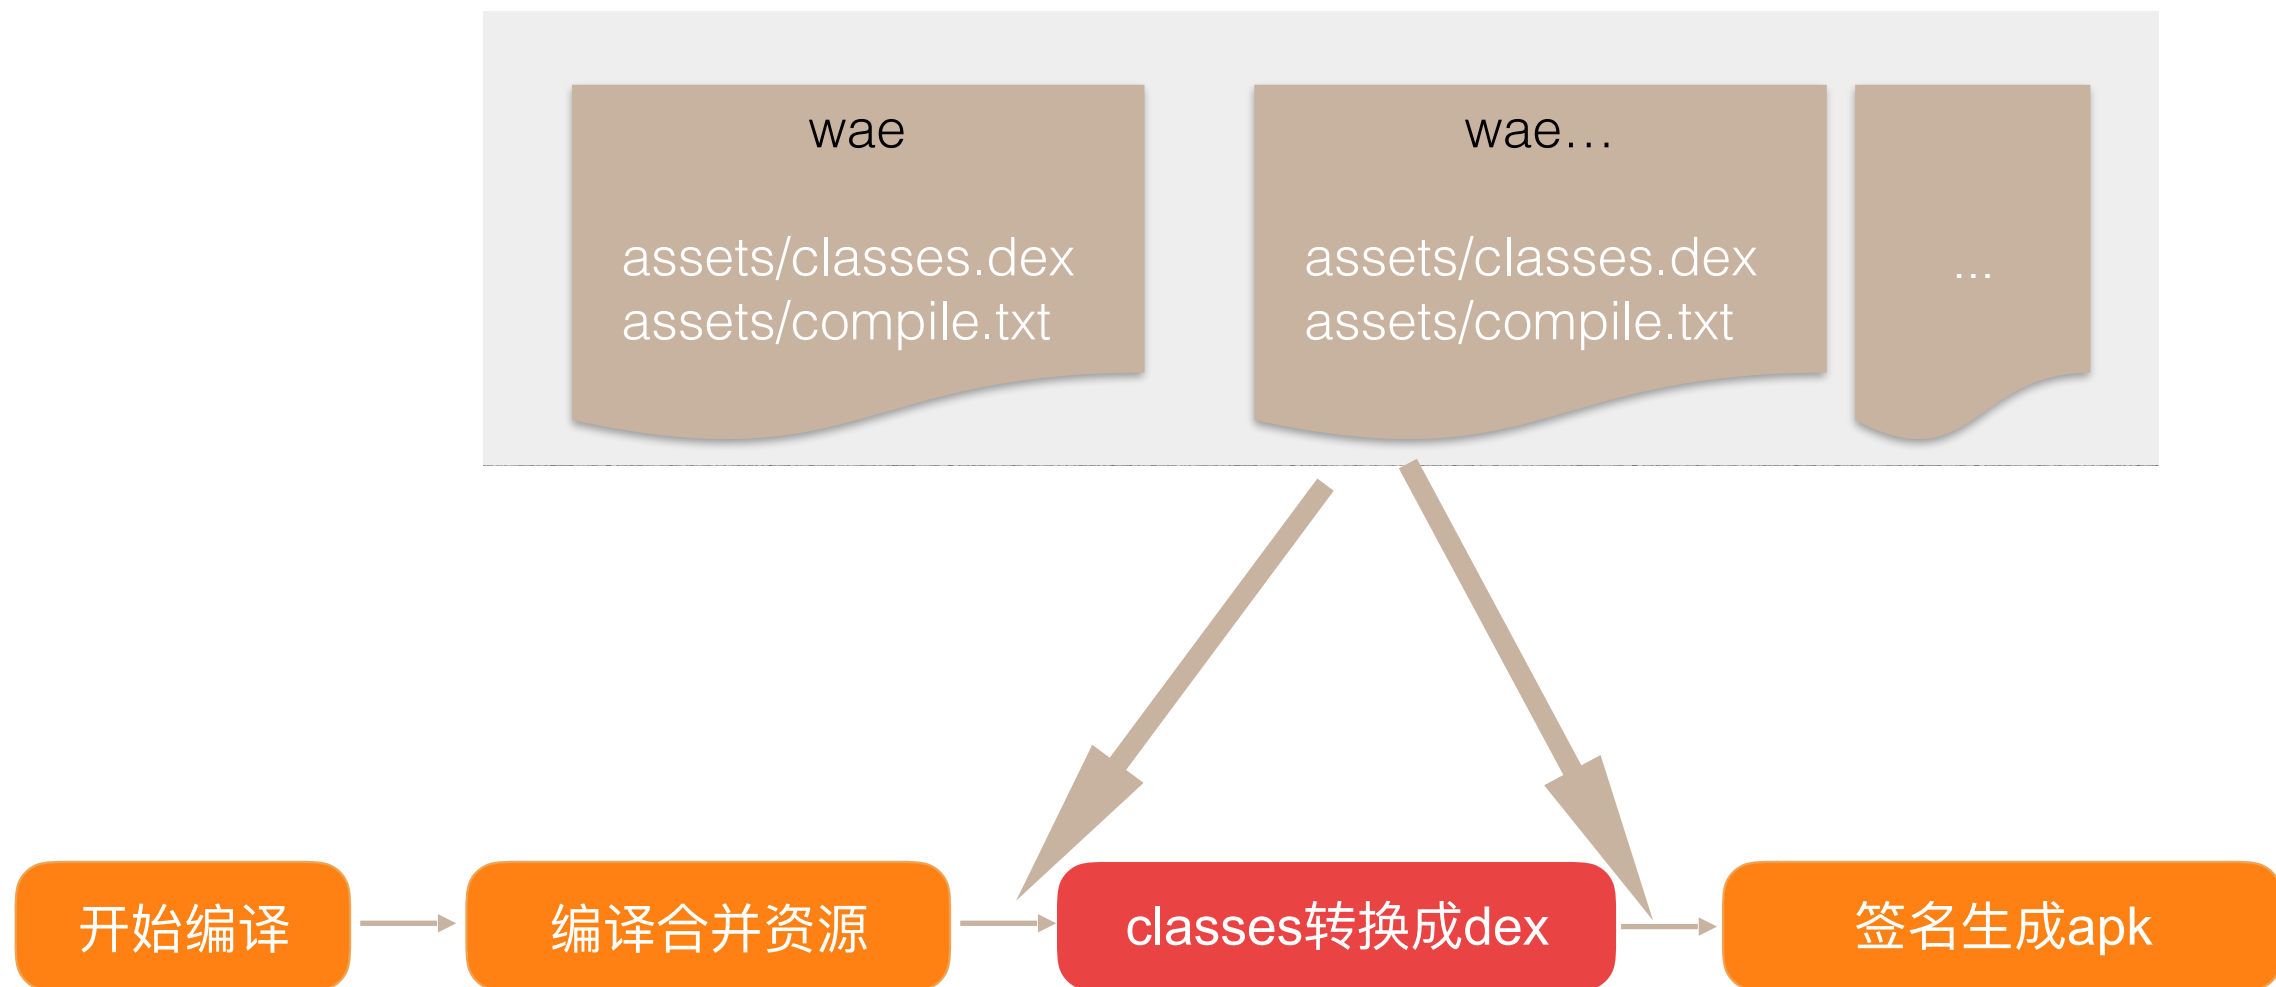 wae
assets/classes.dex
assets/compile.txt
wae...
assets/classes.dex
assets/compile.txt
...
开始编译
编译合并资源
classes转换成dex
签名生成apk